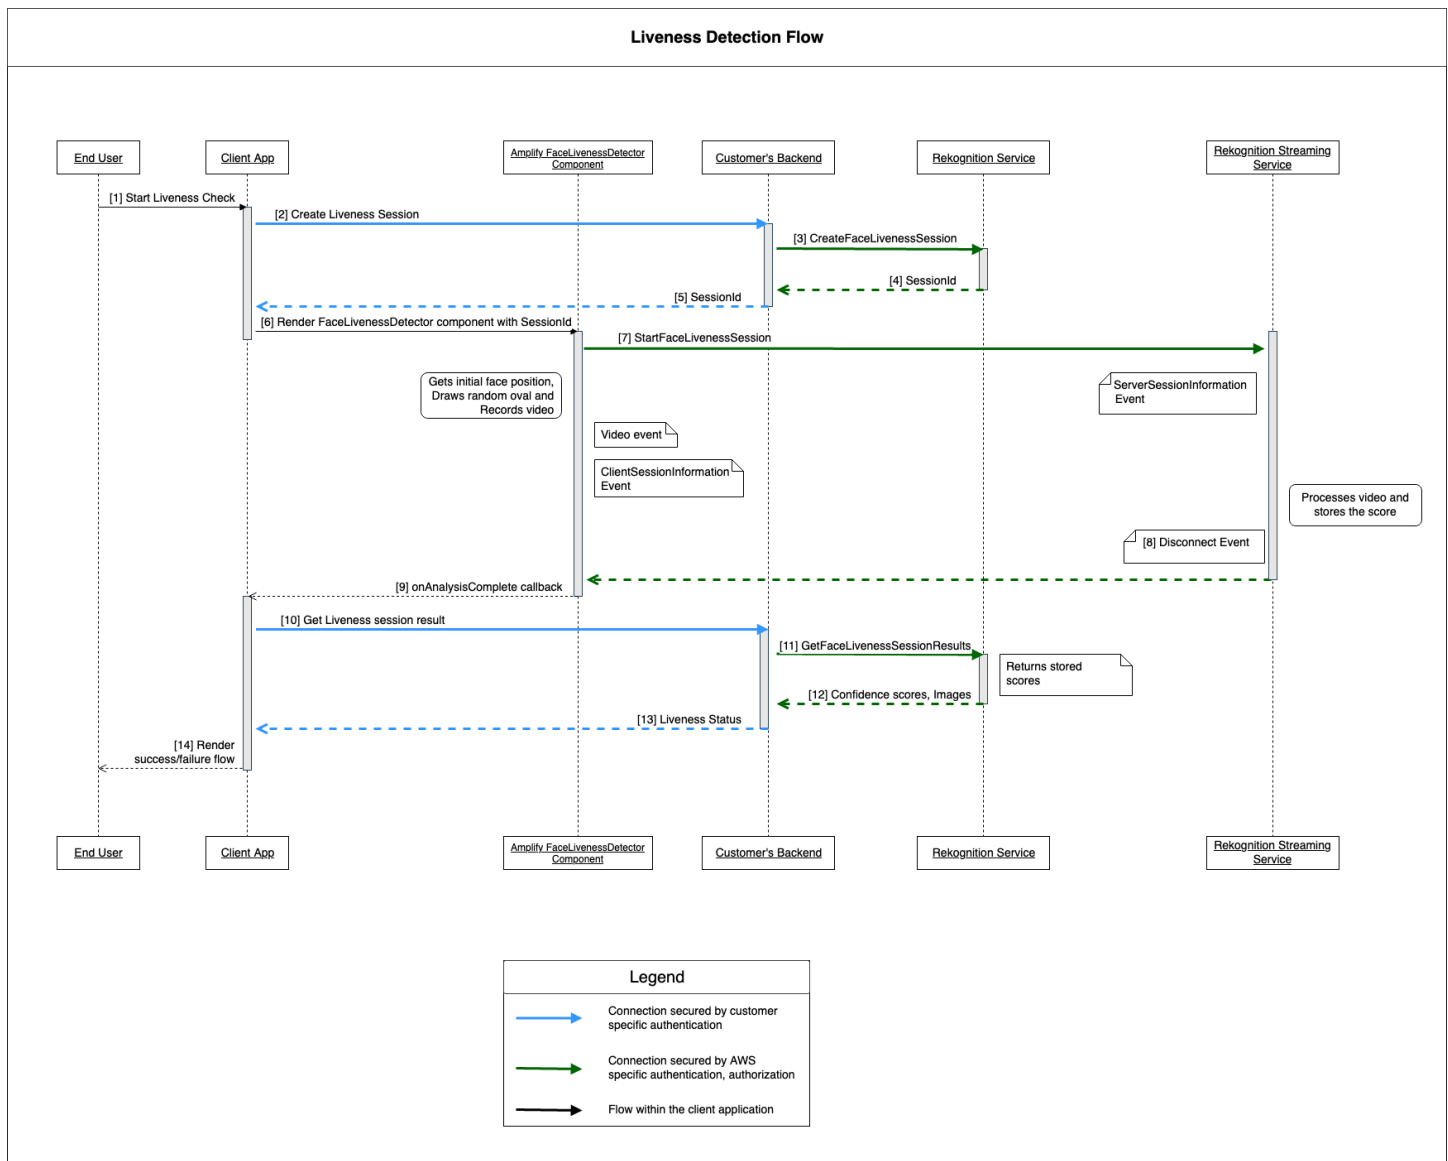 Liveness Detection Flow
End User
Client App
Amplify FaceLivenessDetector
Component
Customer's Backend
Rekognition Service
Rekognition Streaming
Service
[1] Start Liveness Check
[2] Create Liveness Session
[3] CreateFaceLivenessSession
[4] SessionId
[5] SessionId
[6] Render FaceLivenessDetector component with SessionId
[7] StartFaceLivenessSession
Gets initial face position,
Draws random oval and
Records video
ServerSessionInformation
Event
Video event
ClientSessionInformation
Event
Processes video and
stores the score
[8] Disconnect Event
[9] onAnalysisComplete callback
[10] Get Liveness session result
[11] GetFaceLivenessSessionResults
Returns stored
scores
[12] Confidence scores, Images
[13] Liveness Status
[14] Render
success/failure flow
End User
Client App
Amplify FaceLivenessDetector
Component
Customer's Backend
Rekognition Service
Rekognition Streaming
Service
Legend
Connection secured by customer
specific authentication
Connection secured by AWS
specific authentication, authorization
Flow within the client application